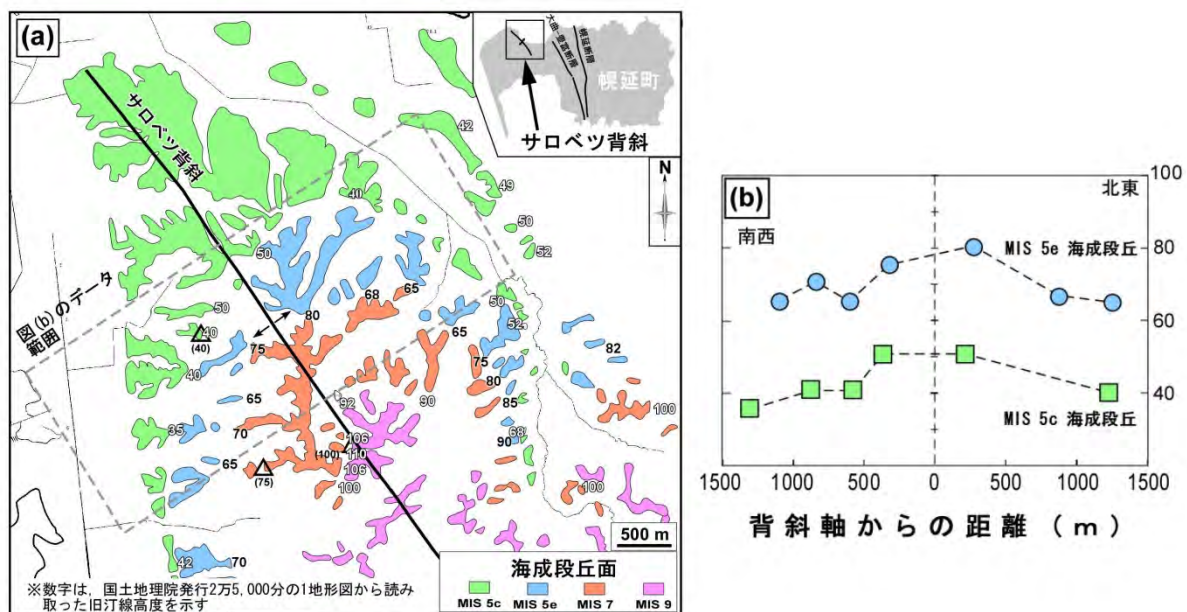 (a)
大曲-豊富断層
幌延断層
幌延町
サロベツ背斜
N
サロベツ背斜
図(b)のデータ
範囲
42
49
50
52
40
50
68
65
80
50
52
82
50
40
(40)
75
65
75
80
85
40
65
92
90
100
35
70
106
110
106
(100)
68
90
65
(75)
100
100
42
70
500 m
海成段丘面
MIS 5c
MIS 5e
MIS 7
MIS 9
※数字は，国土地理院発行2万5,000分の1地形図から読み
取った旧汀線高度を示す
(b)
南西
北東
MIS 5e 海成段丘
MIS 5c 海成段丘
100
80
60
40
20
1500 1000 500 0 500 1000 1500
背斜軸からの距離（m）